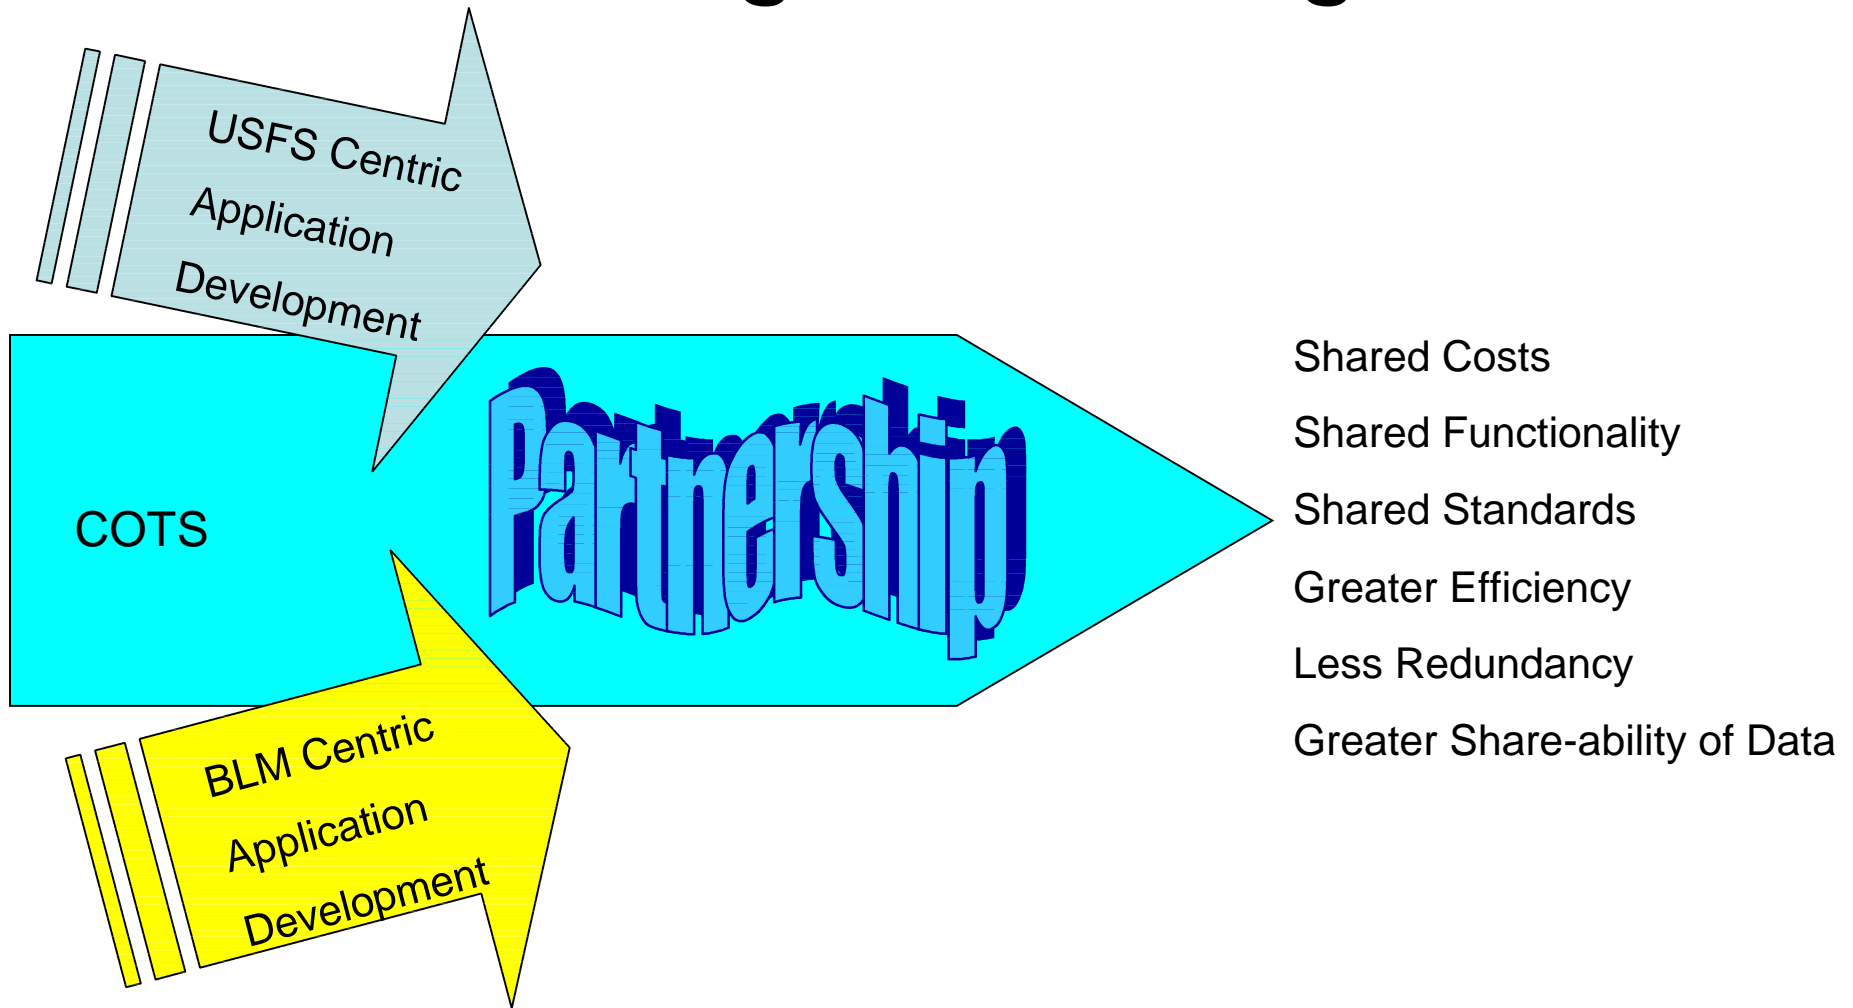 USFS Centric
Application
Development
COTS
Partnership
BLM Centric
Application
Development
Shared Costs
Shared Functionality
Shared Standards
Greater Efficiency
Less Redundancy
Greater Share-ability of Data